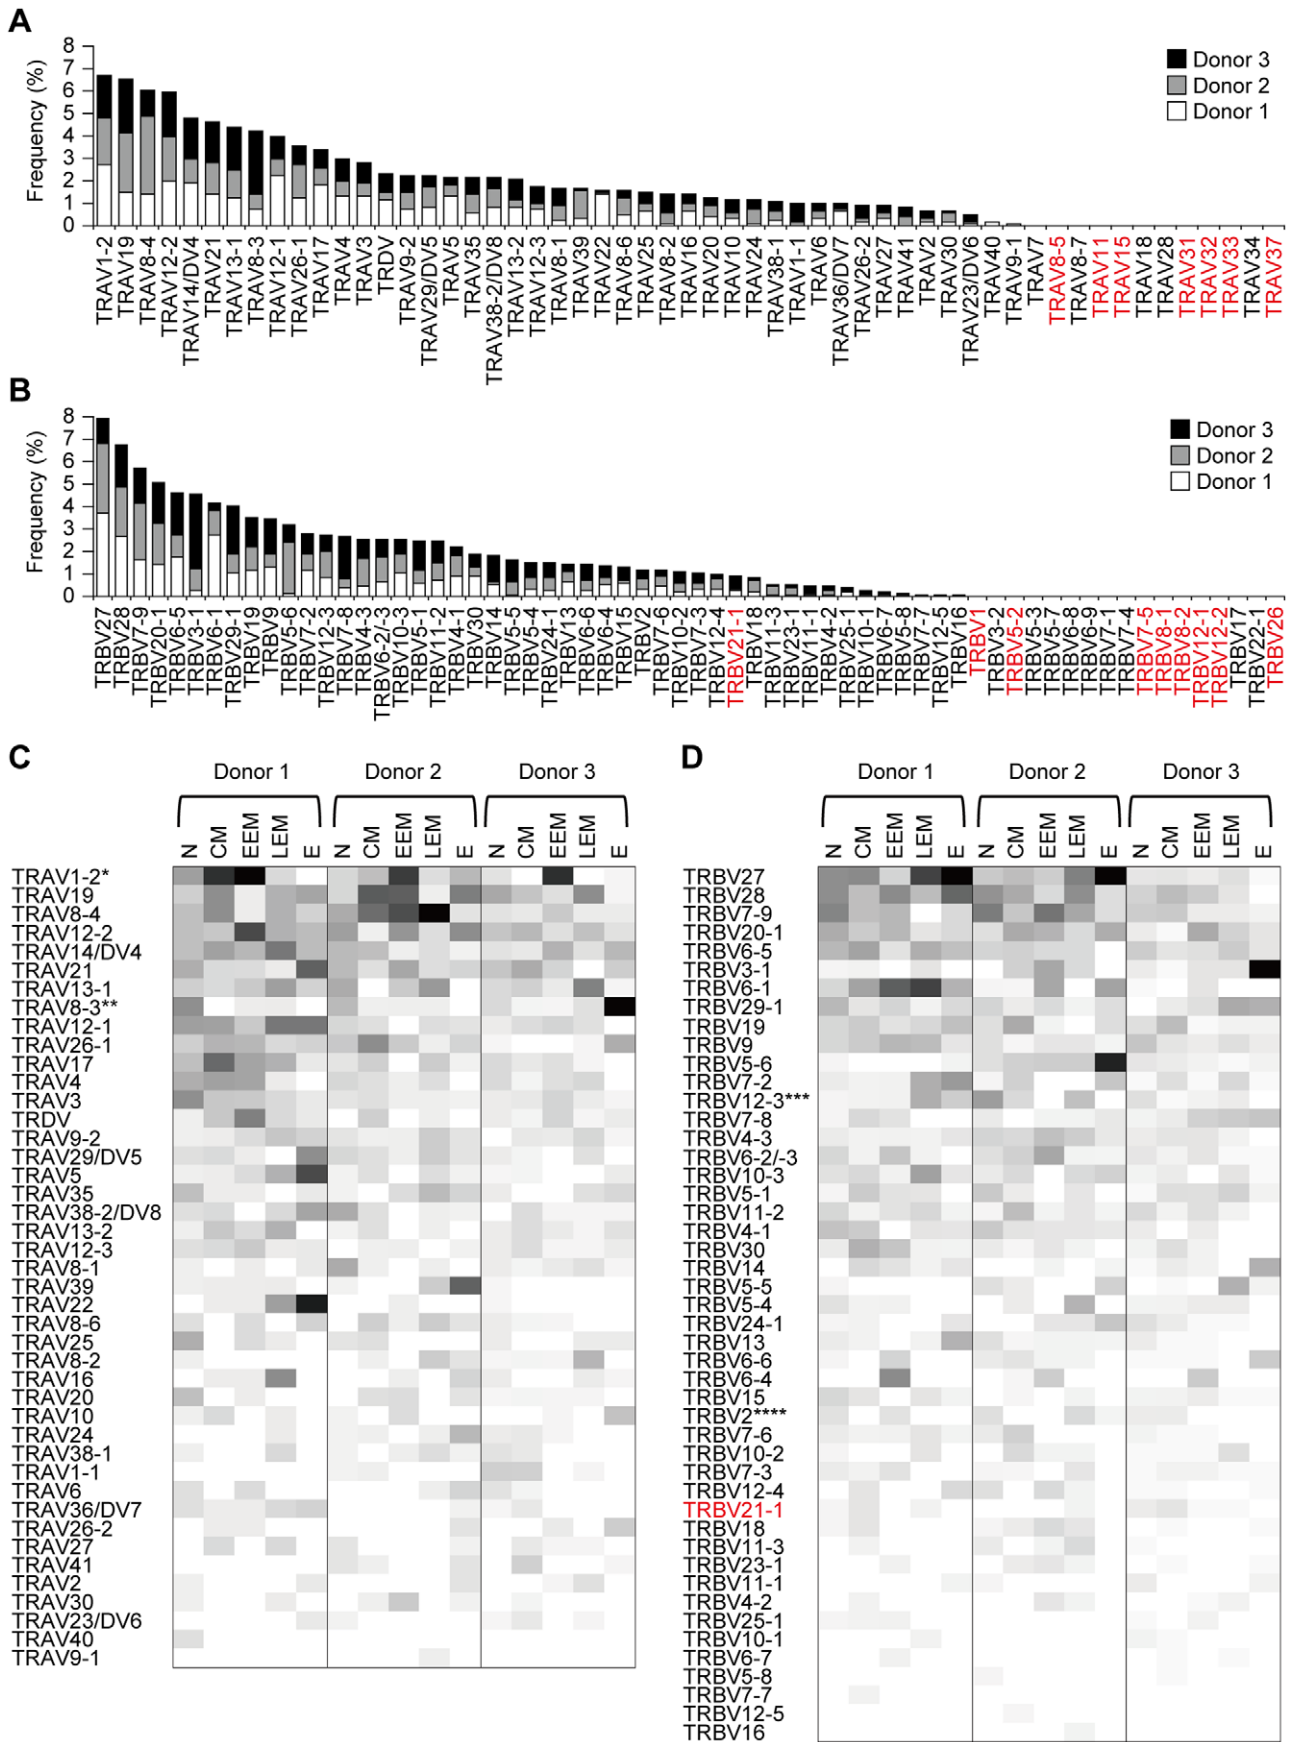 A
Frequency (%)
8
7
6
5
4
3
2
1
0
Donor 3
Donor 2
Donor 1
TRAV1-2
TRAV19
TRAV8-4
TRAV12-2
TRAV14/DV4
TRAV21
TRAV13-1
TRAV8-3
TRAV12-1
TRAV26-1
TRAV17
TRAV4
TRAV3
TRDV
TRAV9-2
TRAV29/DV5
TRAV5
TRAV35
TRAV38-2/DV8
TRAV13-2
TRAV12-3
TRAV8-1
TRAV39
TRAV22
TRAV8-6
TRAV25
TRAV8-2
TRAV16
TRAV20
TRAV10
TRAV24
TRAV38-1
TRAV1-1
TRAV6
TRAV36/DV7
TRAV26-2
TRAV27
TRAV41
TRAV2
TRAV30
TRAV23/DV6
TRAV40
TRAV9-1
TRAV7
TRAV8-5
TRAV8-7
TRAV11
TRAV15
TRAV18
TRAV28
TRAV31
TRAV32
TRAV33
TRAV34
TRAV37
B
Frequency (%)
8
7
6
5
4
3
2
1
0
Donor 3
Donor 2
Donor 1
TRBV27
TRBV28
TRBV7-9
TRBV20-1
TRBV6-5
TRBV3-1
TRBV6-1
TRBV29-1
TRBV19
TRBV9
TRBV5-6
TRBV7-2
TRBV12-3
TRBV7-8
TRBV4-3
TRBV6-2/-3
TRBV10-3
TRBV5-1
TRBV11-2
TRBV4-1
TRBV30
TRBV14
TRBV5-5
TRBV5-4
TRBV24-1
TRBV13
TRBV6-6
TRBV6-4
TRBV15
TRBV2
TRBV7-6
TRBV10-2
TRBV7-3
TRBV12-4
TRBV21-1
TRBV18
TRBV11-3
TRBV23-1
TRBV11-1
TRBV4-2
TRBV25-1
TRBV10-1
TRBV6-7
TRBV5-8
TRBV7-7
TRBV12-5
TRBV16
TRBV1
TRBV3-2
TRBV5-2
TRBV5-3
TRBV5-7
TRBV6-8
TRBV6-9
TRBV7-1
TRBV7-4
TRBV7-5
TRBV8-1
TRBV8-2
TRBV12-1
TRBV12-2
TRBV17
TRBV22-1
TRBV26
C
Donor 1 Donor 2 Donor 3
N CM EEM LEM E N CM EEM LEM E N CM EEM LEM E
TRAV1-2*
TRAV19
TRAV8-4
TRAV12-2
TRAV14/DV4
TRAV21
TRAV13-1
TRAV8-3**
TRAV12-1
TRAV26-1
TRAV17
TRAV4
TRAV3
TRDV
TRAV9-2
TRAV29/DV5
TRAV5
TRAV35
TRAV38-2/DV8
TRAV13-2
TRAV12-3
TRAV8-1
TRAV39
TRAV22
TRAV8-6
TRAV25
TRAV8-2
TRAV16
TRAV20
TRAV10
TRAV24
TRAV38-1
TRAV1-1
TRAV6
TRAV36/DV7
TRAV26-2
TRAV27
TRAV41
TRAV2
TRAV30
TRAV23/DV6
TRAV40
TRAV9-1
D
Donor 1 Donor 2 Donor 3
N CM EEM LEM E N CM EEM LEM E N CM EEM LEM E
TRBV27
TRBV28
TRBV7-9
TRBV20-1
TRBV6-5
TRBV3-1
TRBV6-1
TRBV29-1
TRBV19
TRBV9
TRBV5-6
TRBV7-2
TRBV12-3***
TRBV7-8
TRBV4-3
TRBV6-2/-3
TRBV10-3
TRBV5-1
TRBV11-2
TRBV4-1
TRBV30
TRBV14
TRBV5-5
TRBV5-4
TRBV24-1
TRBV13
TRBV6-6
TRBV6-4
TRBV15
TRBV2****
TRBV7-6
TRBV10-2
TRBV7-3
TRBV12-4
TRBV21-1
TRBV18
TRBV11-3
TRBV23-1
TRBV11-1
TRBV4-2
TRBV25-1
TRBV10-1
TRBV6-7
TRBV5-8
TRBV7-7
TRBV12-5
TRBV16